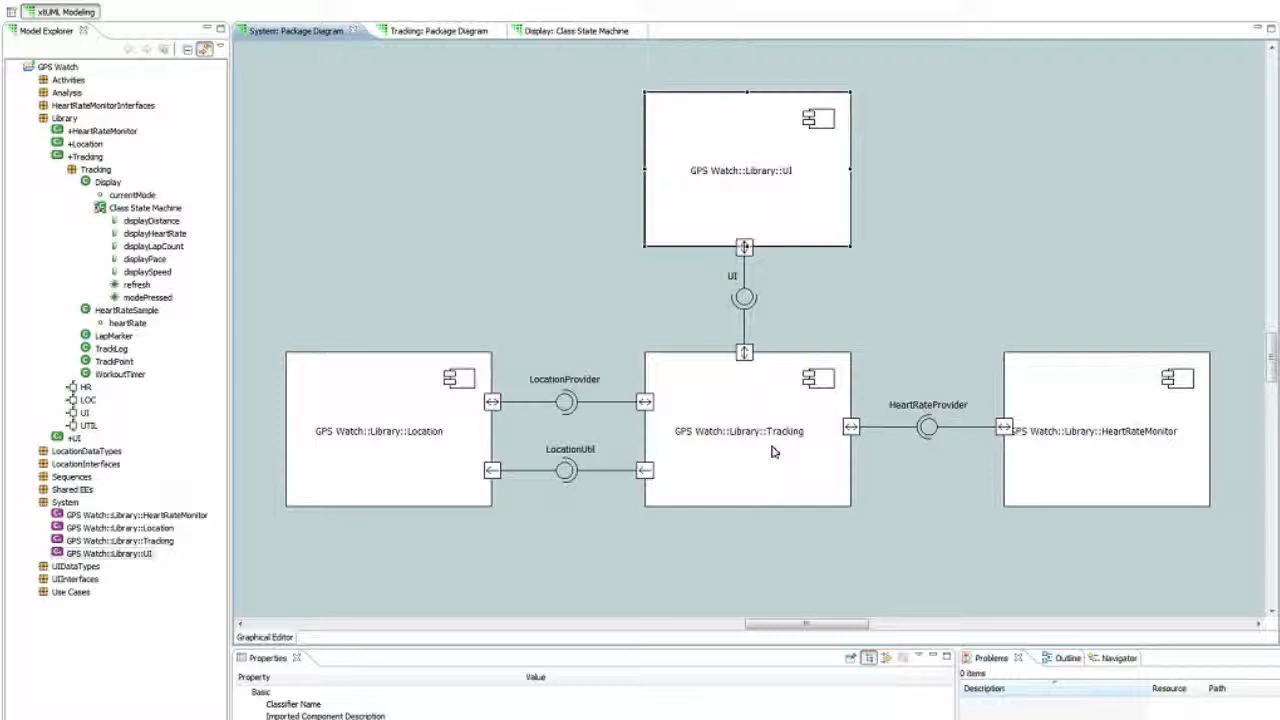 xtUML Modeling
Model Explorer
System: Package Diagram
Tracking: Package Diagram
Display: Class State Machine
GPS Watch
Activities
Analysis
HeartRateMonitorInterfaces
Library
+HeartRateMonitor
+Location
+Tracking
Tracking
Display
currentMode
Class State Machine
displayDistance
displayHeartRate
displayLapCount
displayPace
displaySpeed
refresh
modePressed
HeartRateSample
heartRate
LapMarker
TrackLog
TrackPoint
WorkoutTimer
HR
LOC
UI
UTIL
+UI
LocationDataTypes
LocationInterfaces
Sequences
Shared EEs
System
GPS Watch::Library::HeartRateMonitor
GPS Watch::Library::Location
GPS Watch::Library::Tracking
GPS Watch::Library::UI
UIDataTypes
UIInterfaces
Use Cases
GPS Watch::Library::UI
UI
LocationProvider
HeartRateProvider
GPS Watch::Library::Location
GPS Watch::Library::Tracking
GPS Watch::Library::HeartRateMonitor
LocationUtil
Graphical Editor
Properties
Property
Value
Basic
Classifier Name
Imported Component Description
Problems
Outline
Navigator
0 items
Description
Resource
Path